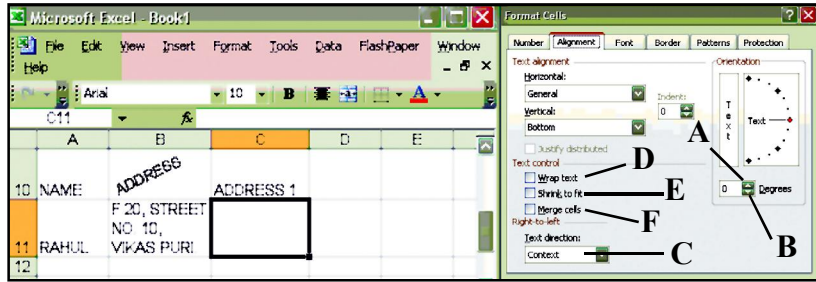 Microsoft Excel - Book1
File Edit View Insert Format Tools Data FlashPaper Window
Help
Arial 10 B A
C11 fx
A B C D E
10 NAME ADDRESS ADDRESS 1
F 20, STREET
NO 10,
11 RAHUL VIKAS PURI
12
Format Cells
Number Alignment Font Border Patterns Protection
Text alignment
Horizontal:
General
Indent:
0
Vertical:
Bottom
Justify distributed
Text control
Wrap text
Shrink to fit
Merge cells
Right-to-left
Text direction:
Context
Orientation
Text
Text
0 Degrees
A
B
C
D
E
F